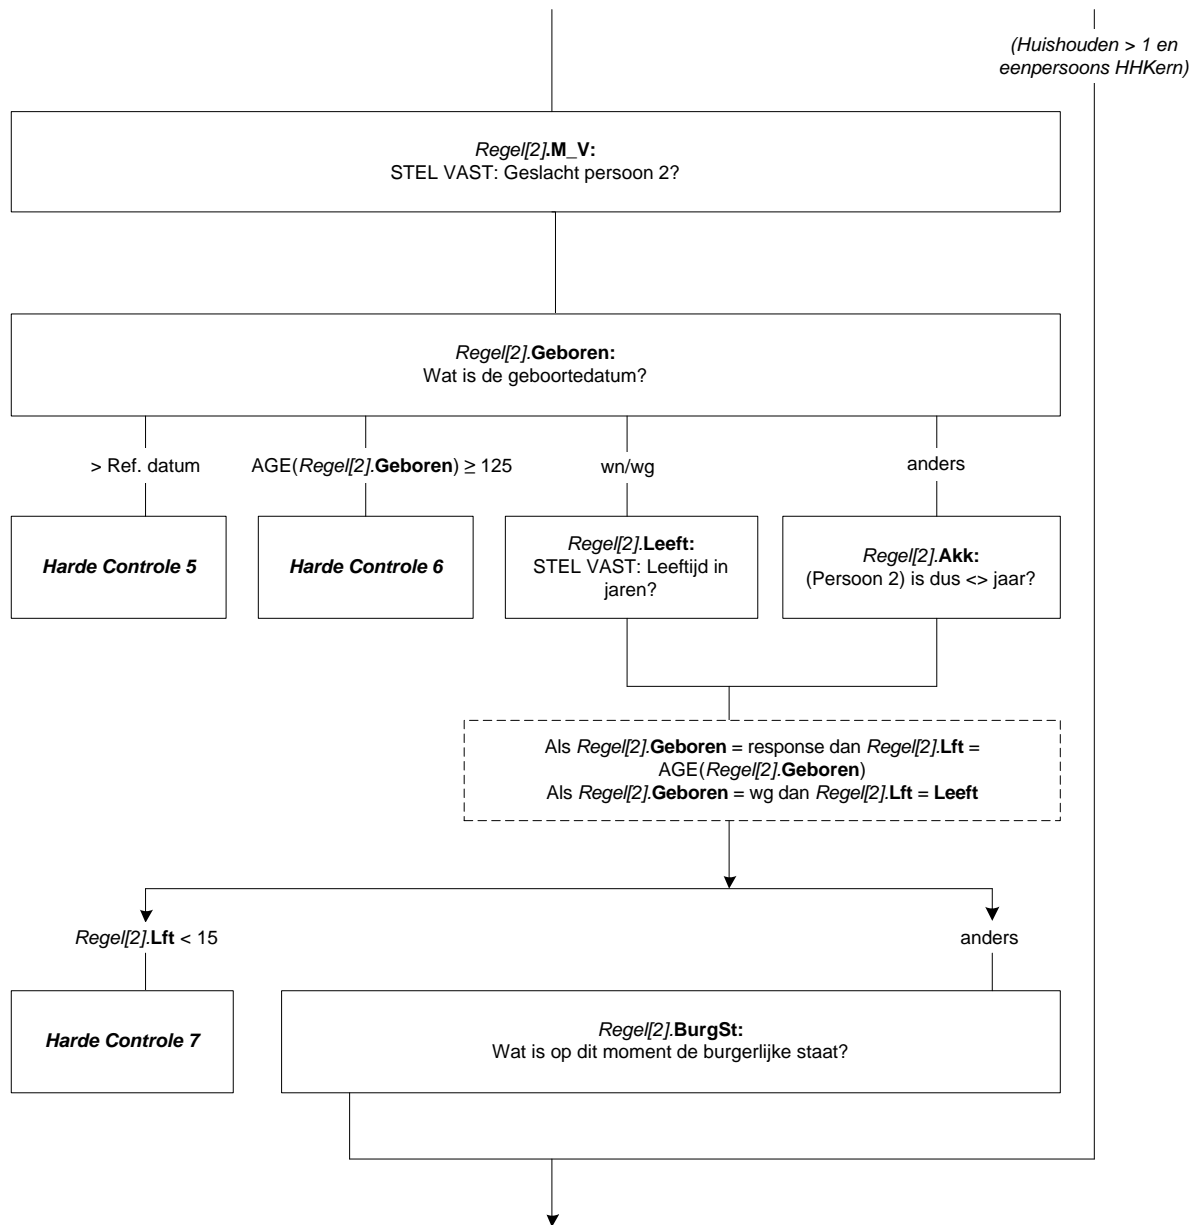 (Huishouden > 1 en
eenpersoons HHKern)
Regel[2].M_V:
STEL VAST: Geslacht persoon 2?
Regel[2].Geboren:
Wat is de geboortedatum?
> Ref. datum
AGE(Regel[2].Geboren) ≥ 125
wn/wg
anders
Harde Controle 5
Harde Controle 6
Regel[2].Leeft:
STEL VAST: Leeftijd in
jaren?
Regel[2].Akk:
(Persoon 2) is dus <> jaar?
Als Regel[2].Geboren = response dan Regel[2].Lft =
AGE(Regel[2].Geboren)
Als Regel[2].Geboren = wg dan Regel[2].Lft = Leeft
Regel[2].Lft < 15
anders
Harde Controle 7
Regel[2].BurgSt:
Wat is op dit moment de burgerlijke staat?